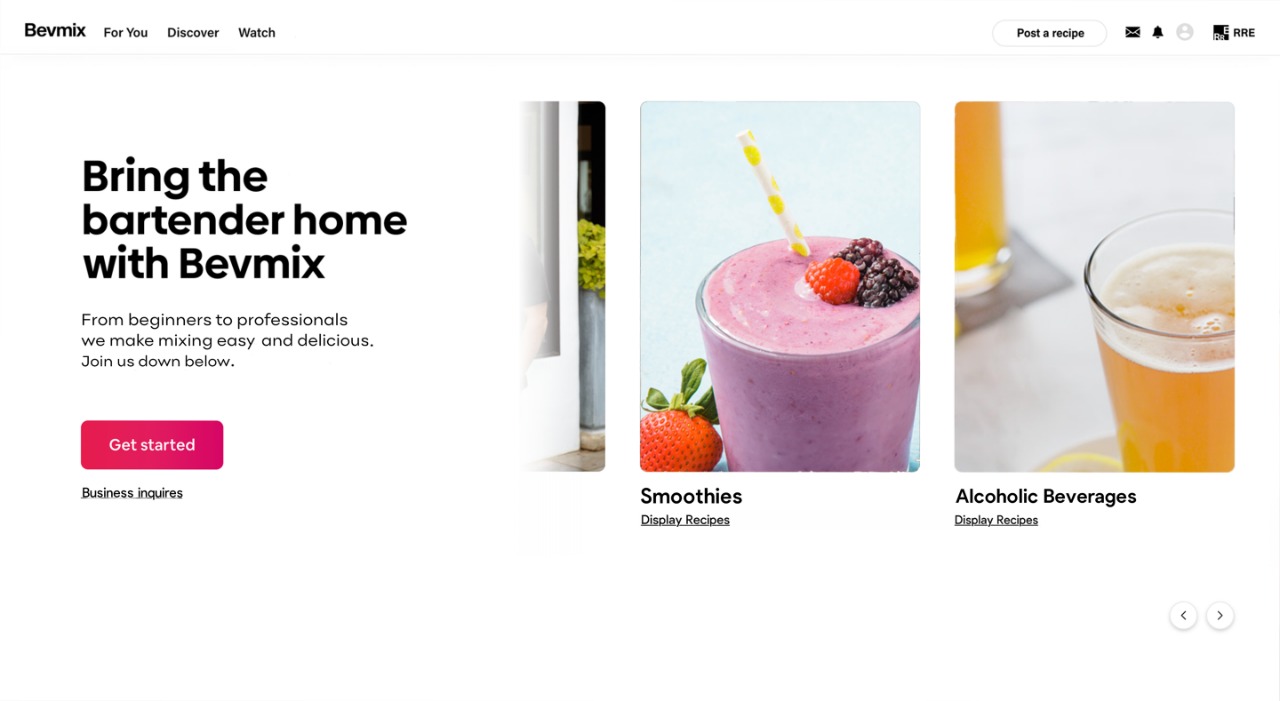 Bevmix For You Discover Watch Post a recipe RRE
Bring the
bartender home
with Bevmix
From beginners to professionals
we make mixing easy and delicious.
Join us down below.
Get started
Business inquires
Smoothies
Display Recipes
Alcoholic Beverages
Display Recipes